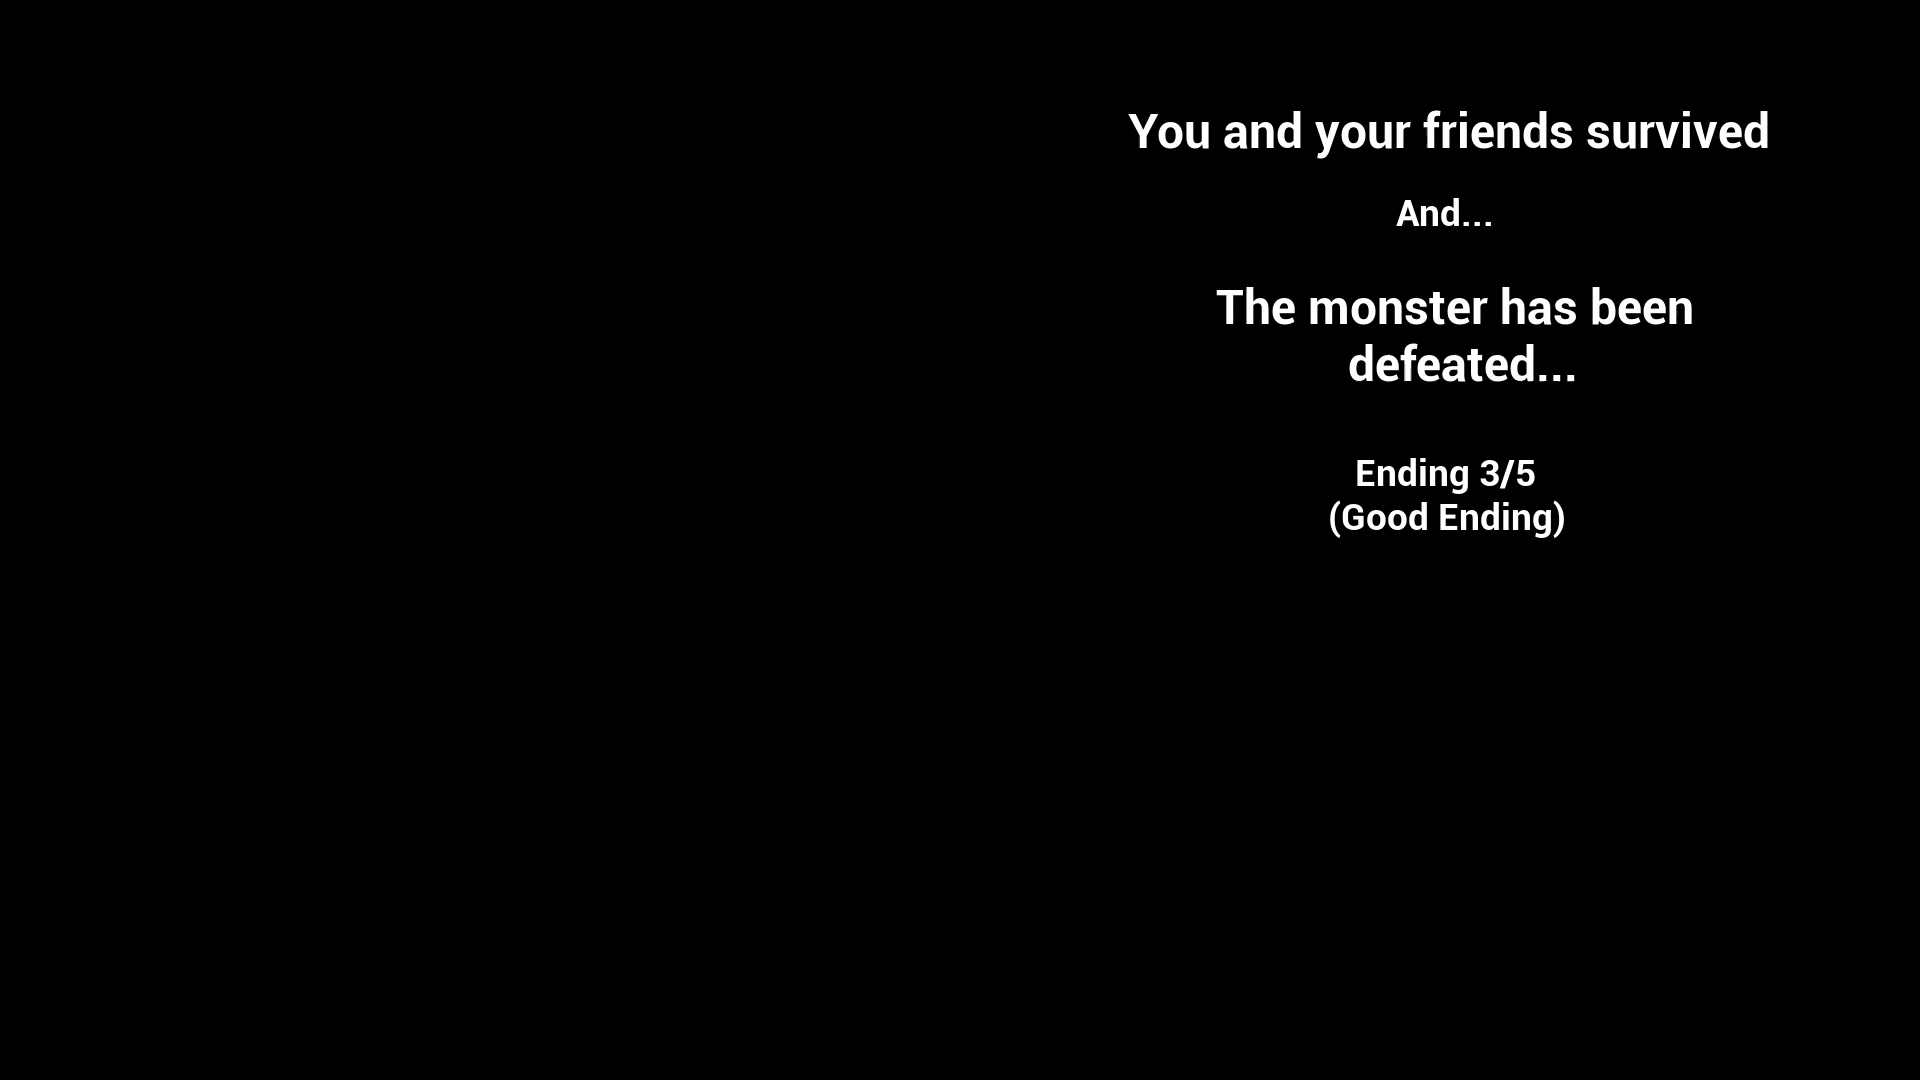 You and your friends survived
And...
The monster has been
defeated...
Ending 3/5
(Good Ending)